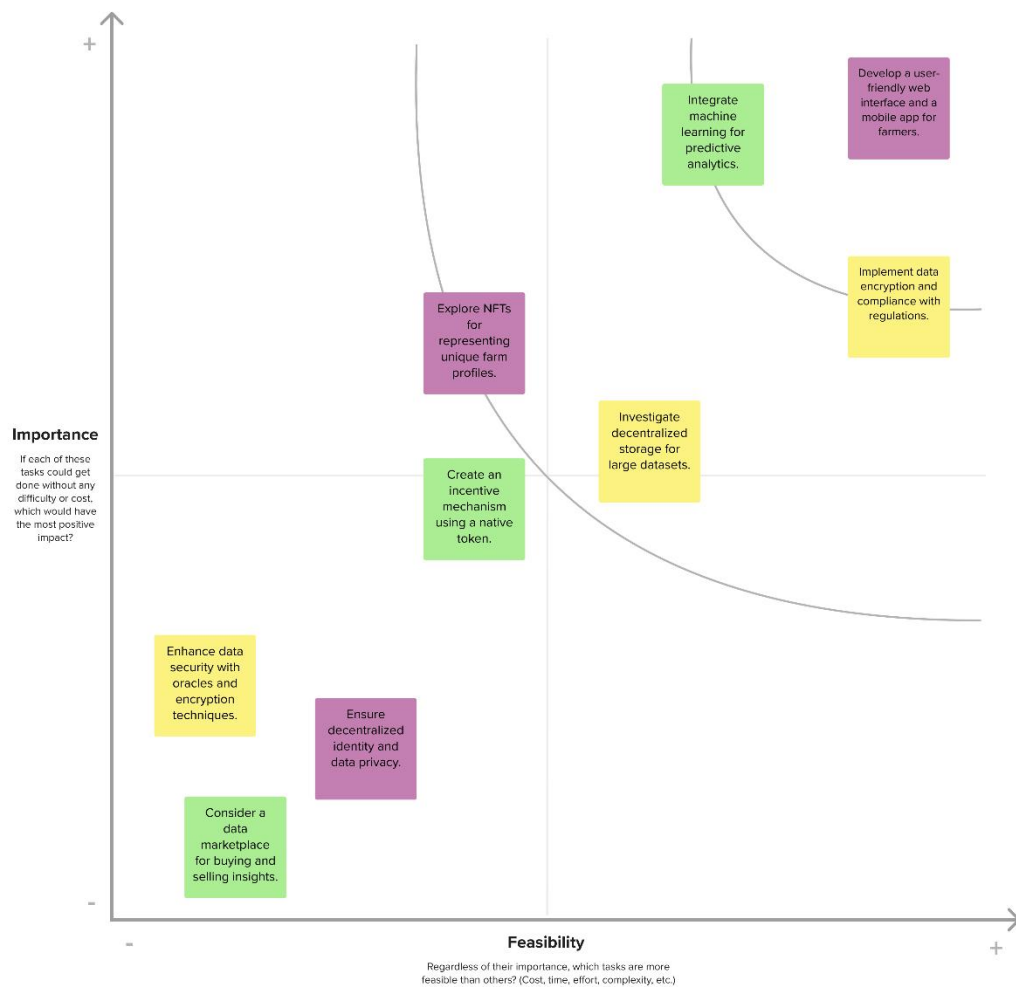 +
Develop a user-
friendly web
interface and a
mobile app for
farmers.
Integrate
machine
learning for
predictive
analytics.
Implement data
encryption and
compliance with
regulations.
Explore NFTs
for
representing
unique farm
profiles.
Investigate
decentralized
storage for
large datasets.
Importance
If each of these
tasks could get
done without any
difficulty or cost,
which would have
the most positive
impact?
Create an
incentive
mechanism
using a native
token.
Enhance data
security with
oracles and
encryption
techniques.
Ensure
decentralized
identity and
data privacy.
Consider a
data
marketplace
for buying and
selling insights.
-
-
Feasibility
+
Regardless of their importance, which tasks are more
feasible than others? (Cost, time, effort, complexity, etc.)